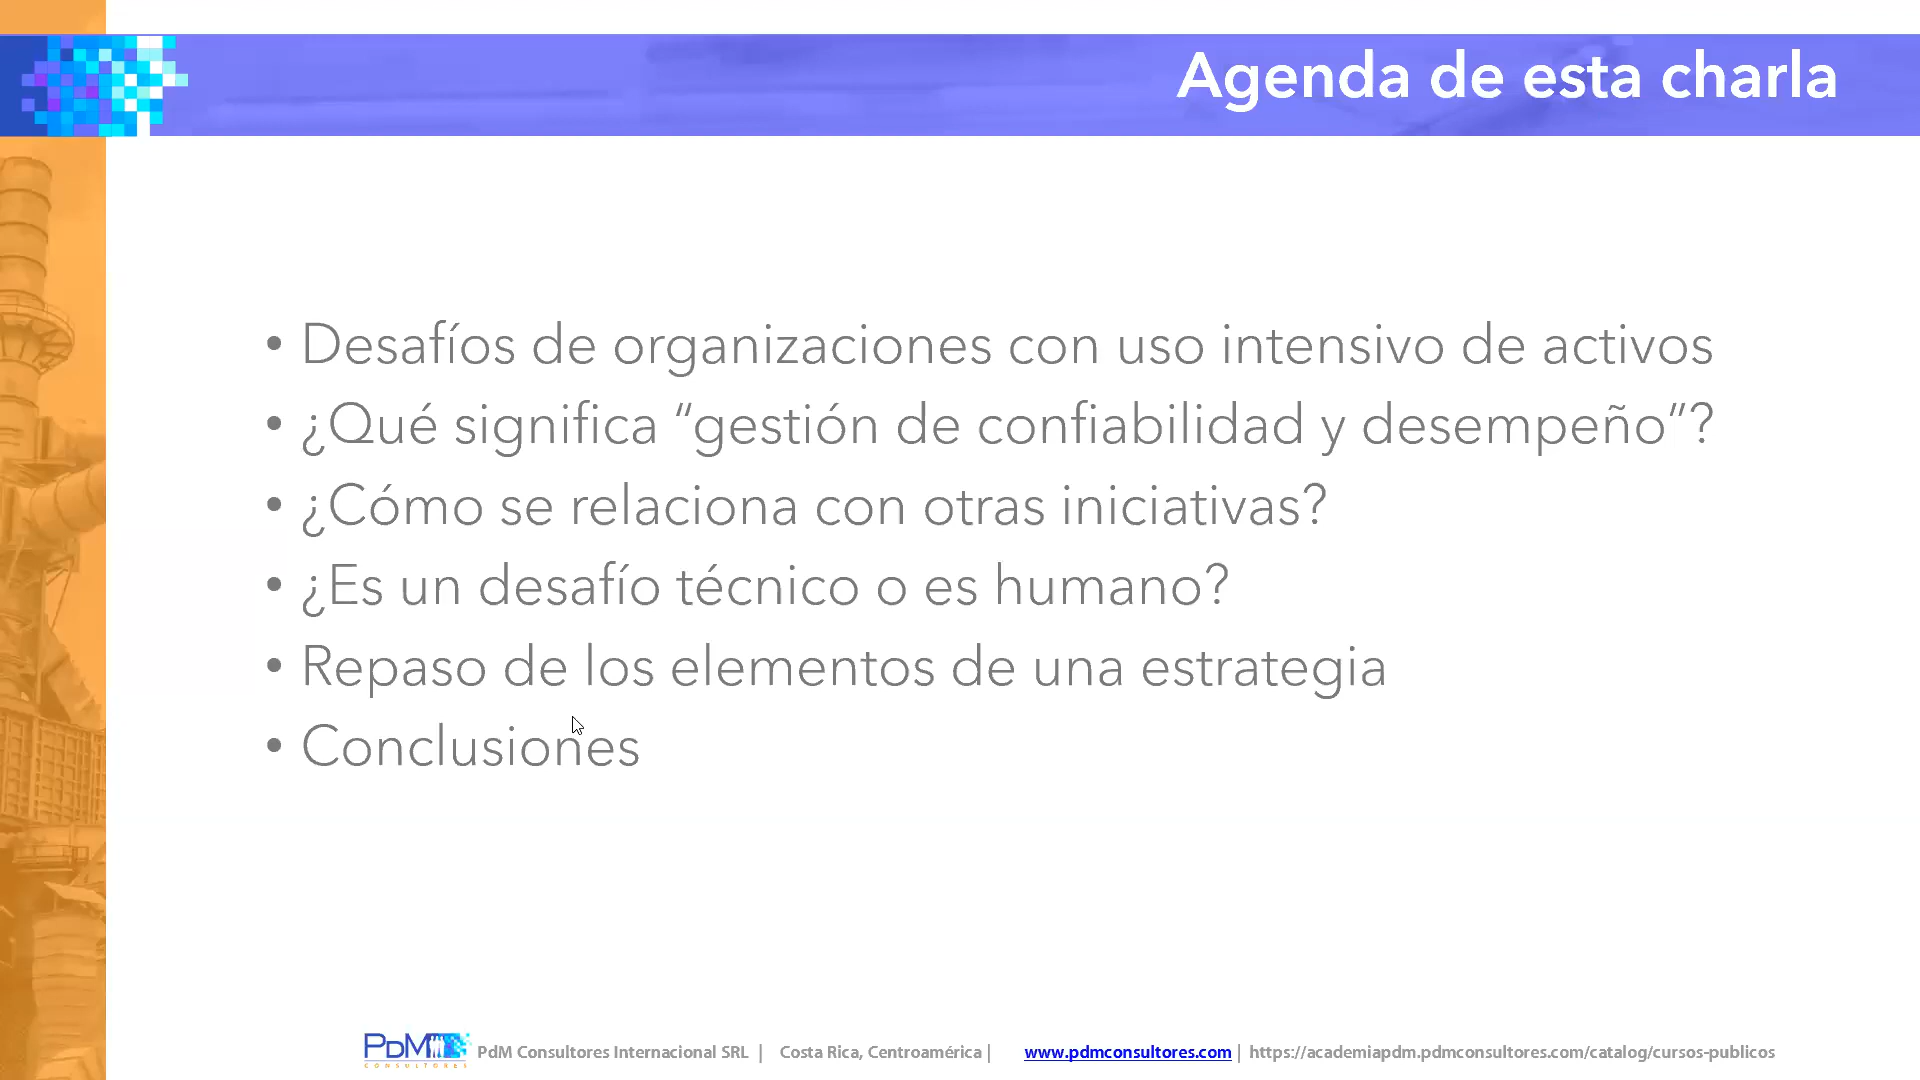 Agenda de esta charla
• Desafíos de organizaciones con uso intensivo de activos
• ¿Qué significa “gestión de confiabilidad y desempeño”?
• ¿Cómo se relaciona con otras iniciativas?
• ¿Es un desafío técnico o es humano?
• Repaso de los elementos de una estrategia
• Conclusiones
PDM CONSULTORES PdM Consultores Internacional SRL | Costa Rica, Centroamérica | www.pdmconsultores.com | https://academiapdm.pdmconsultores.com/catalog/cursos-publicos